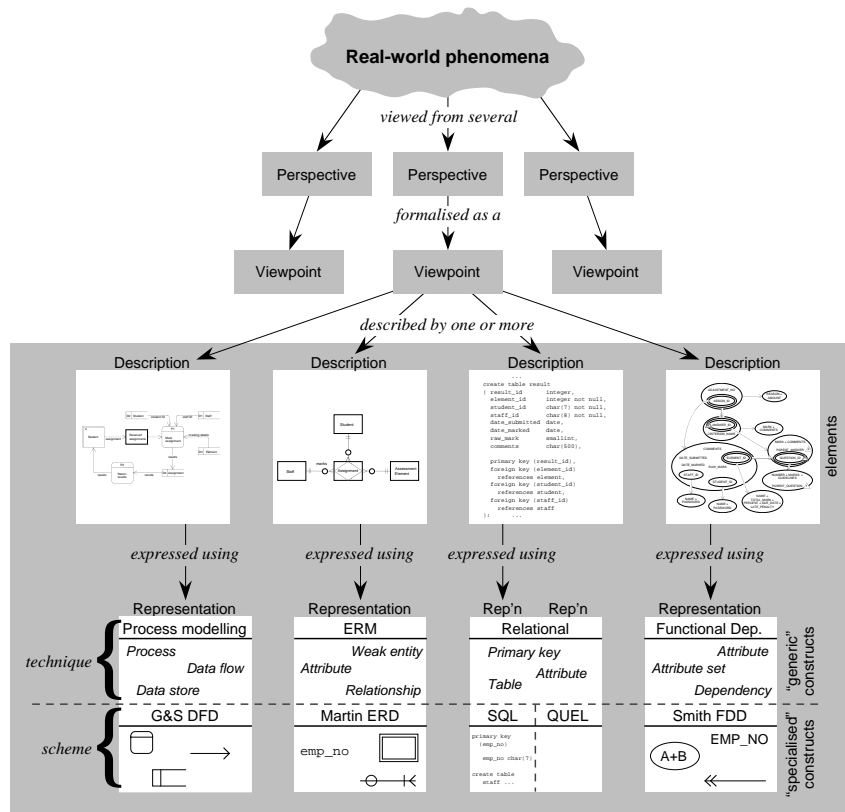 Real-world phenomena
viewed from several
Perspective Perspective Perspective
formalised as a
Viewpoint Viewpoint Viewpoint
described by one or more
Description Description Description Description
elements
Student
Staff
marks
Assignment
Assessment
Element
...
create table result
( result_id integer,
element_id integer not null,
student_id char(7) not null,
staff_id char(8) not null,
date_submitted date,
date_marked date,
raw_mark smallint,
comments char(500),
primary key (result_id),
foreign key (element_id)
references element,
foreign key (student_id)
references student,
foreign key (staff_id)
references staff
); ...
expressed using expressed using expressed using expressed using
Representation Representation Rep'n Rep'n Representation
technique
Process modelling
Process
Data flow
Data store
ERM
Weak entity
Attribute
Relationship
Relational
Primary key
Attribute
Table
Functional Dep.
Attribute
Attribute set
Dependency
"generic"
constructs
scheme
G&S DFD
Martin ERD
emp_no
SQL
primary key
(emp_no)
emp_no char(7)
create table
staff ...
QUEL
Smith FDD
EMP_NO
A+B
"specialised"
constructs